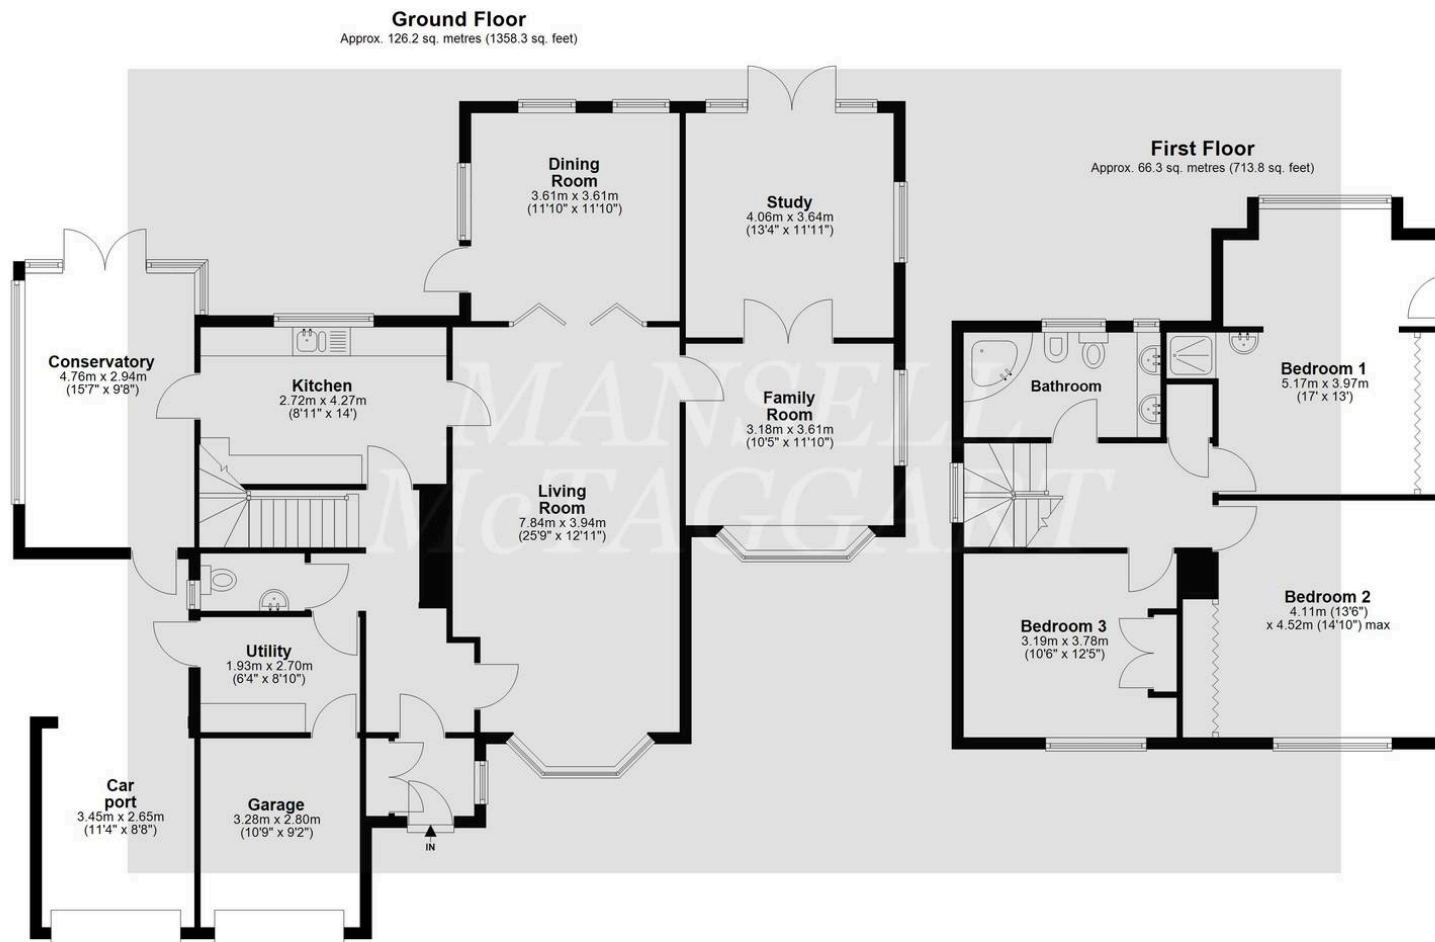 Ground Floor
Approx. 126.2 sq. metres (1358.3 sq. feet)
First Floor
Approx. 66.3 sq. metres (713.8 sq. feet)
Dining
Room
3.61m x 3.61m
(11'10" x 11'10")
Study
4.06m x 3.64m
(13'4" x 11'11")
Conservatory
4.76m x 2.94m
(15'7" x 9'8")
Kitchen
2.72m x 4.27m
(8'11" x 14')
Family
Room
3.18m x 3.61m
(10'5" x 11'10")
Living
Room
7.84m x 3.94m
(25'9" x 12'11")
Utility
1.93m x 2.70m
(6'4" x 8'10")
Car
port
3.45m x 2.65m
(11'4" x 8'8")
Garage
3.28m x 2.80m
(10'9" x 9'2")
IN
Bathroom
Bedroom 1
5.17m x 3.97m
(17' x 13')
Bedroom 2
4.11m (13'6")
x 4.52m (14'10") max
Bedroom 3
3.19m x 3.78m
(10'6" x 12'5")
MANSELL
McTAGGART